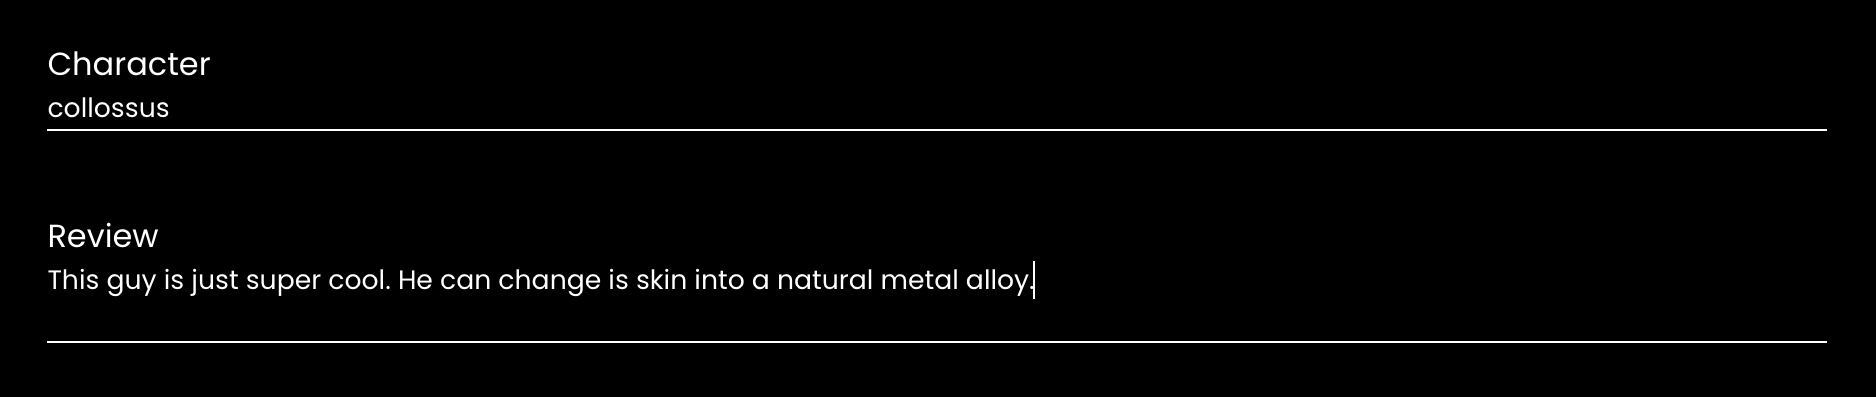 Character
collossus
Review
This guy is just super cool. He can change is skin into a natural metal alloy.